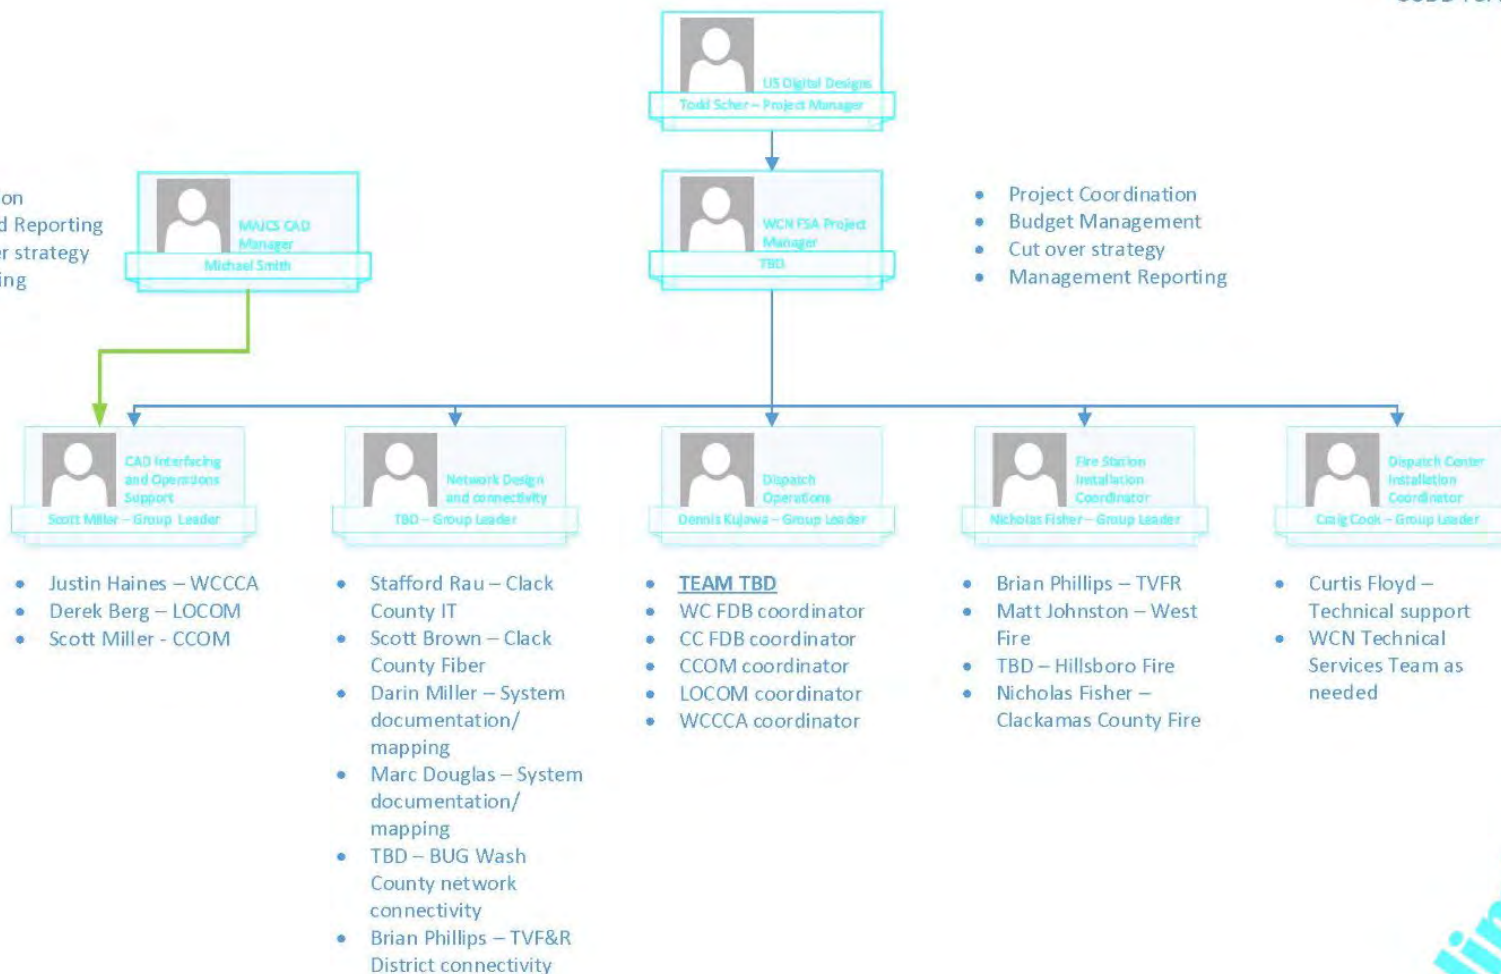 US Digital Designs
Todd Scher – Project Manager
on
d Reporting
r strategy
ing
MAJCS CAD
Manager
Michael Smith
WCN FSA Project
Manager
TBD
• Project Coordination
• Budget Management
• Cut over strategy
• Management Reporting
CAD Interfacing
and Operations
Support
Scott Miller – Group Leader
Network Design
and connectivity
TBD – Group Leader
Dispatch
Operations
Dennis Kujawa – Group Leader
Fire Station
Installation
Coordinator
Nicholas Fisher – Group Leader
Dispatch Center
Installation
Coordinator
Craig Cook – Group Leader
• Justin Haines – WCCCA
• Derek Berg – LOCOM
• Scott Miller - CCOM
• Stafford Rau – Clack
County IT
• Scott Brown – Clack
County Fiber
• Darin Miller – System
documentation/
mapping
• Marc Douglas – System
documentation/
mapping
• TBD – BUG Wash
County network
connectivity
• Brian Phillips – TVF&R
District connectivity
• TEAM TBD
• WC FDB coordinator
• CC FDB coordinator
• CCOM coordinator
• LOCOM coordinator
• WCCCA coordinator
• Brian Phillips – TVFR
• Matt Johnston – West
Fire
• TBD – Hillsboro Fire
• Nicholas Fisher –
Clackamas County Fire
• Curtis Floyd –
Technical support
• WCN Technical
Services Team as
needed